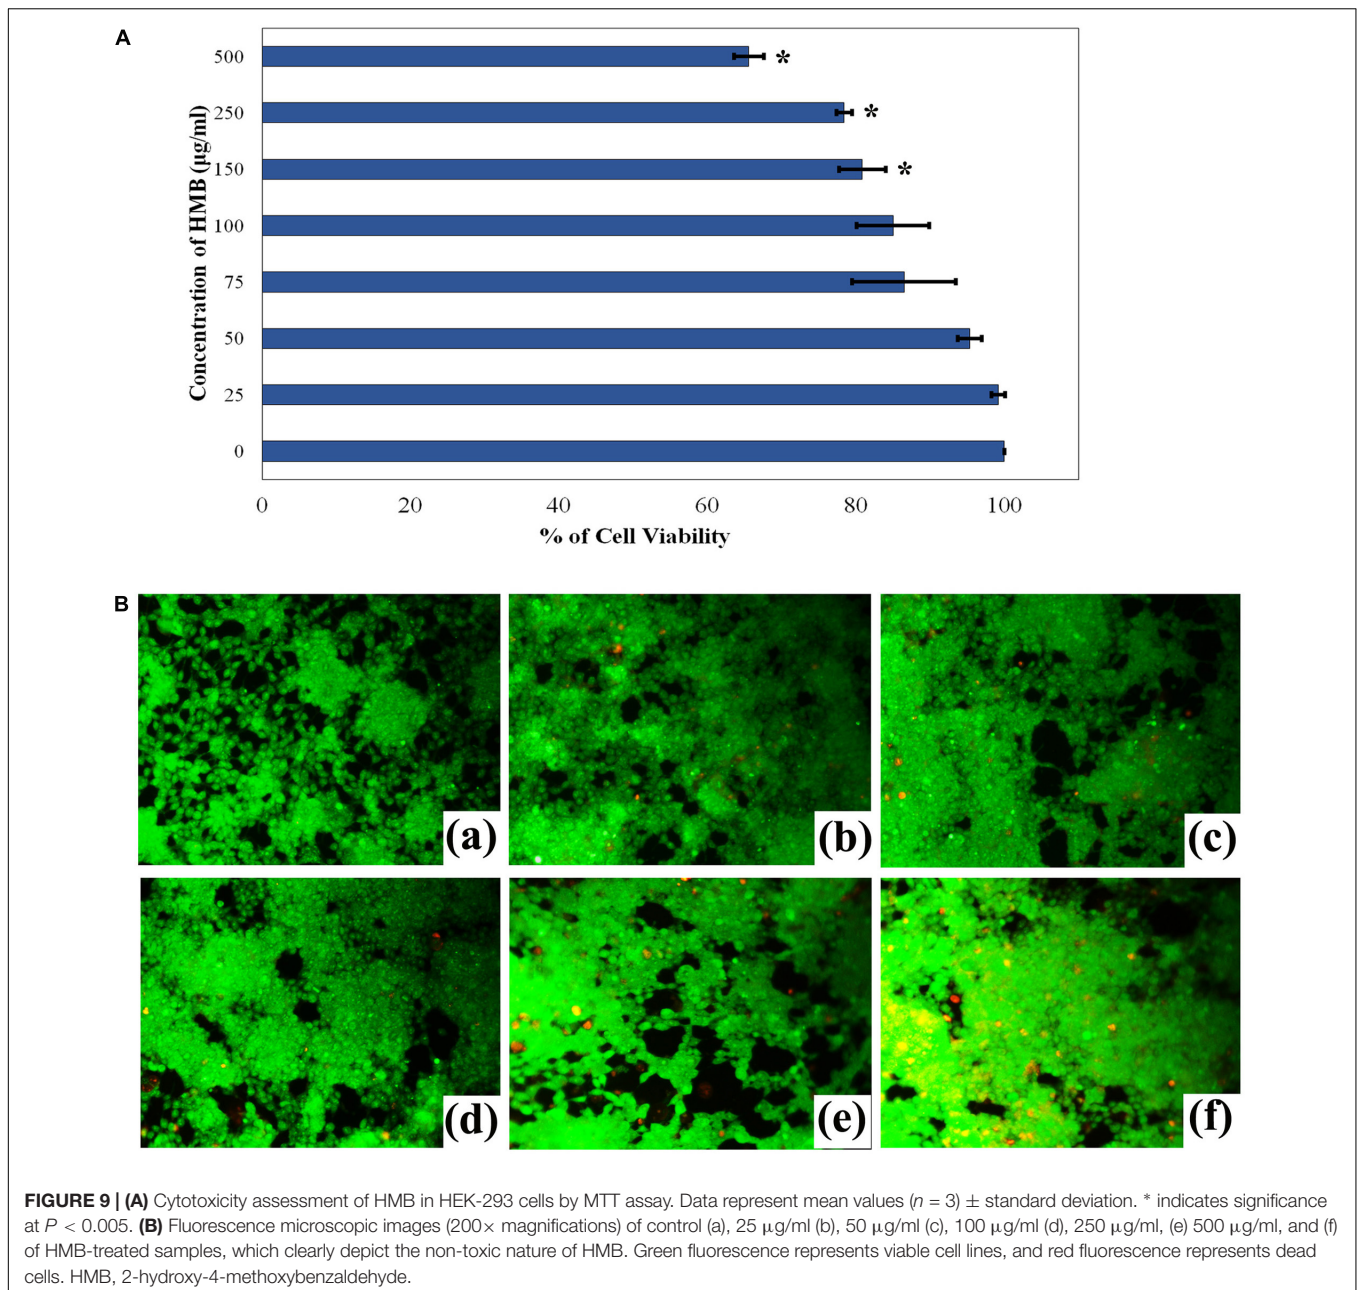 A
500
*
250
*
150
*
100
75
50
25
0
Concentration of HMB (µg/ml)
0 20 40 60 80 100
% of Cell Viability
B
(a) (b) (c)
(d) (e) (f)
FIGURE 9 | (A) Cytotoxicity assessment of HMB in HEK-293 cells by MTT assay. Data represent mean values (n = 3) ± standard deviation. * indicates significance
at P < 0.005. (B) Fluorescence microscopic images (200× magnifications) of control (a), 25 µg/ml (b), 50 µg/ml (c), 100 µg/ml (d), 250 µg/ml, (e) 500 µg/ml, and (f)
of HMB-treated samples, which clearly depict the non-toxic nature of HMB. Green fluorescence represents viable cell lines, and red fluorescence represents dead
cells. HMB, 2-hydroxy-4-methoxybenzaldehyde.